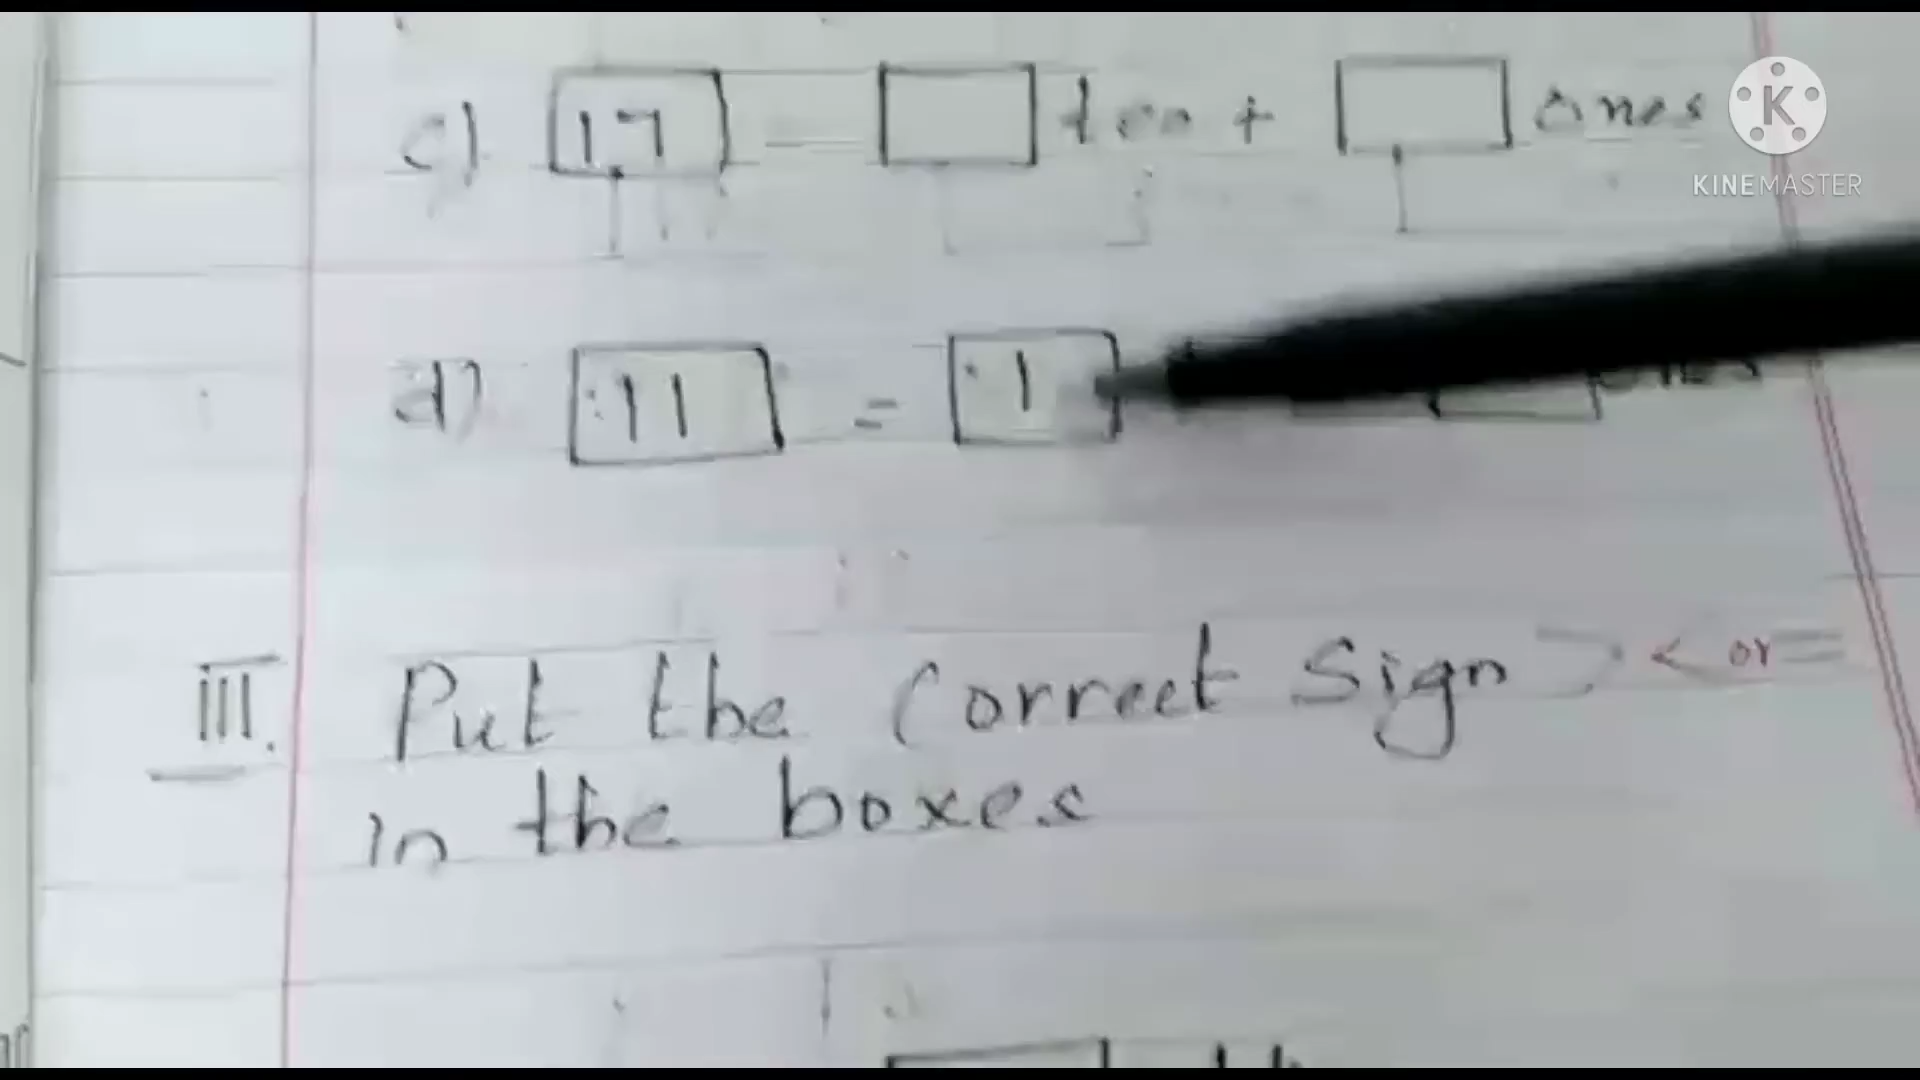 c) 17 = ten + ones
KINEMASTER
d) 11 = 1
III. Put the Correct Sign > < or =
in the boxes